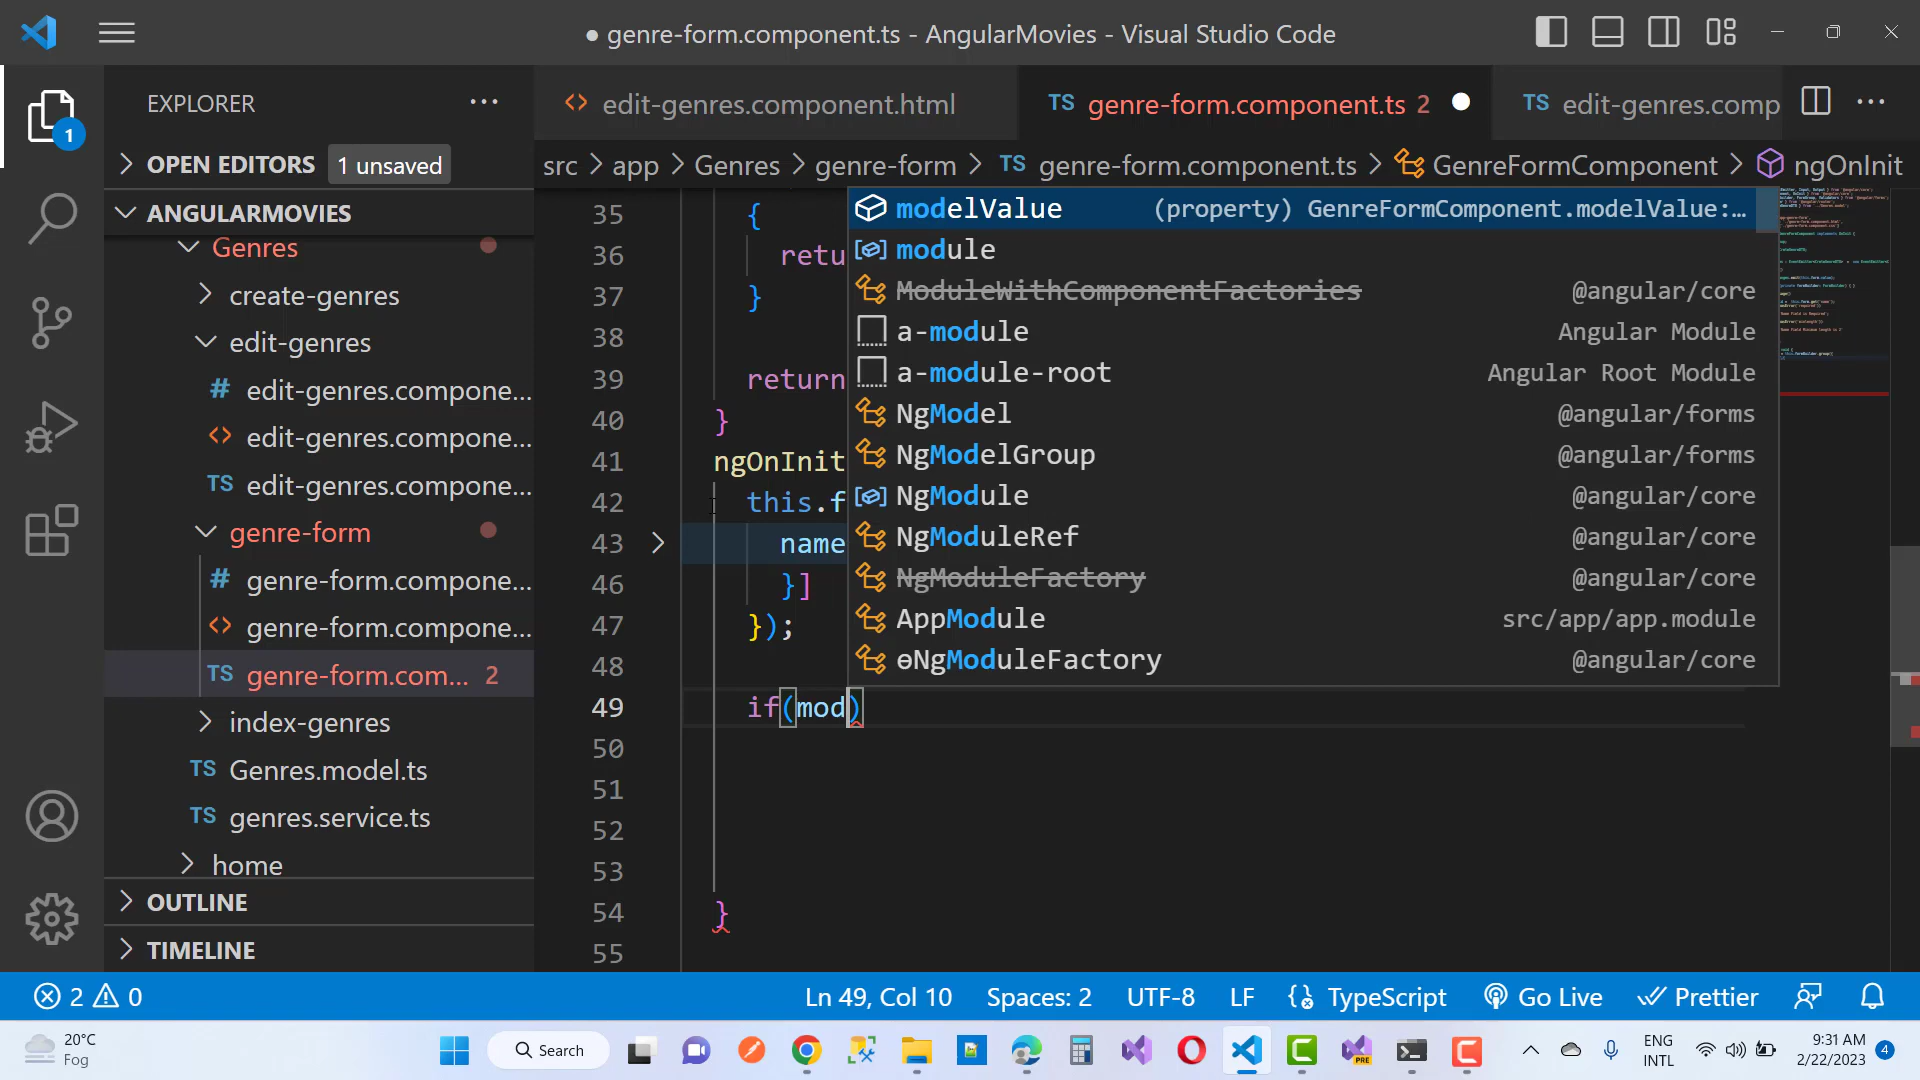 ● genre-form.component.ts - AngularMovies - Visual Studio Code
EXPLORER
OPEN EDITORS 1 unsaved
ANGULARMOVIES
Genres
create-genres
edit-genres
# edit-genres.compone...
<> edit-genres.compone...
TS edit-genres.compone...
genre-form
# genre-form.compone...
<> genre-form.compone...
TS genre-form.com... 2
index-genres
TS Genres.model.ts
TS genres.service.ts
home
OUTLINE
TIMELINE
1
<> edit-genres.component.html
TS genre-form.component.ts 2 ●
TS edit-genres.comp
src > app > Genres > genre-form > TS genre-form.component.ts > GenreFormComponent > ngOnInit
35 {
36 retu
37 }
38
39 return
40 }
41 ngOnInit
42 this.f
43 name
46 }]
47 });
48
49 if(mod)
50
51
52
53
54 }
55
modelValue (property) GenreFormComponent.modelValue:…
module
ModuleWithComponentFactories @angular/core
a-module Angular Module
a-module-root Angular Root Module
NgModel @angular/forms
NgModelGroup @angular/forms
NgModule @angular/core
NgModuleRef @angular/core
NgModuleFactory @angular/core
AppModule src/app/app.module
ɵNgModuleFactory @angular/core
2 0
Ln 49, Col 10 Spaces: 2 UTF-8 LF TypeScript Go Live Prettier
20°C
Fog
Search
PRE
ENG
INTL
9:31 AM
2/22/2023
4